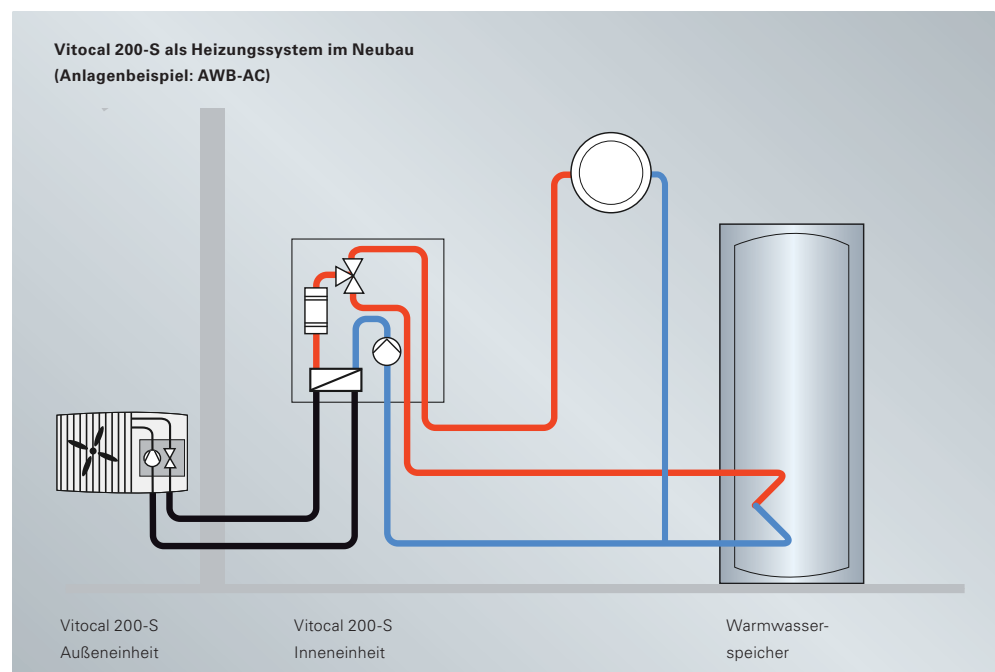 Vitocal 200-S als Heizungssystem im Neubau
(Anlagenbeispiel: AWB-AC)
Vitocal 200-S
Außeneinheit
Vitocal 200-S
Inneneinheit
Warmwasser-
speicher